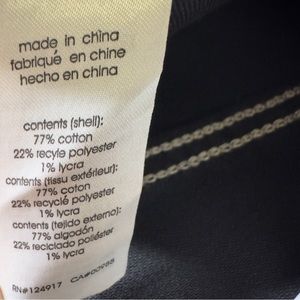 made in china
fabriqué en chine
hecho en china
contents (shell):
77% cotton
22% recyle polyester
1% lycra
contents (tissu extérieur):
77% coton
22% recyclé polyester
1% lycra
contents (tejido externo):
77% algodón
22% reciclado poliéster
1% lycra
RN#124917 CA#00955